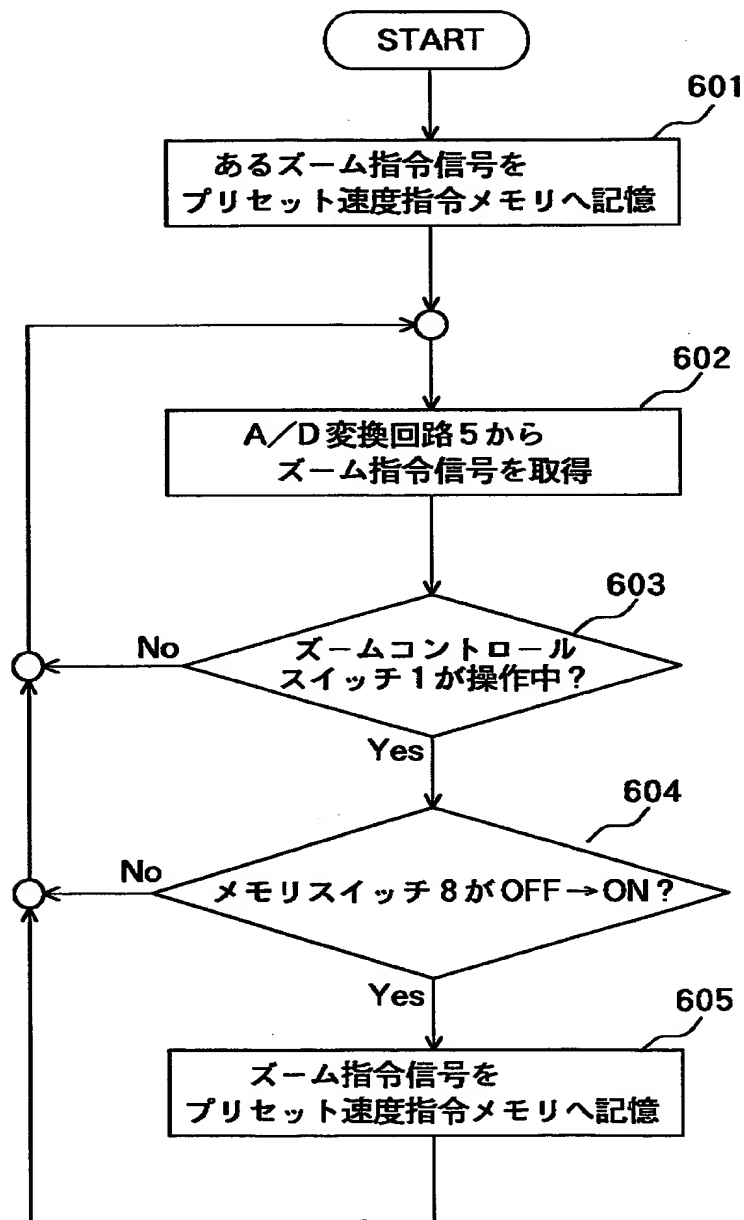 START
601
あるズーム指令信号を
プリセット速度指令メモリへ記憶
602
A／D変換回路5から
ズーム指令信号を取得
603
ズームコントロール
スイッチ1が操作中？
No
Yes
604
メモリスイッチ8がOFF→ON？
No
Yes
605
ズーム指令信号を
プリセット速度指令メモリへ記憶